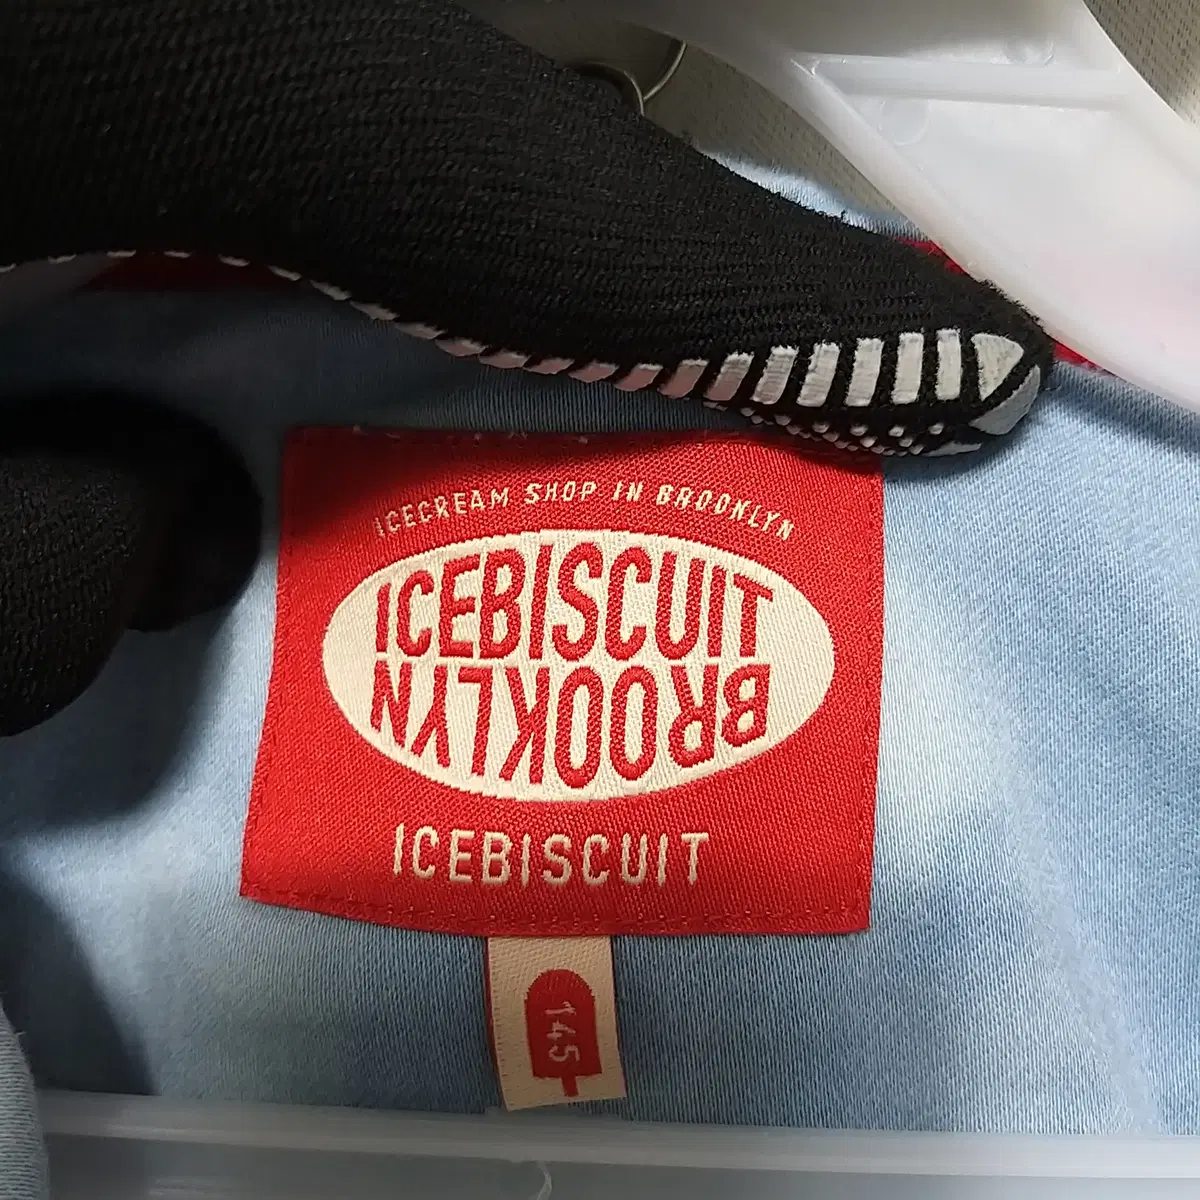 ICECREAM SHOP IN BROOKLYN
ICEBISCUIT
BROOKLYN
ICEBISCUIT
145